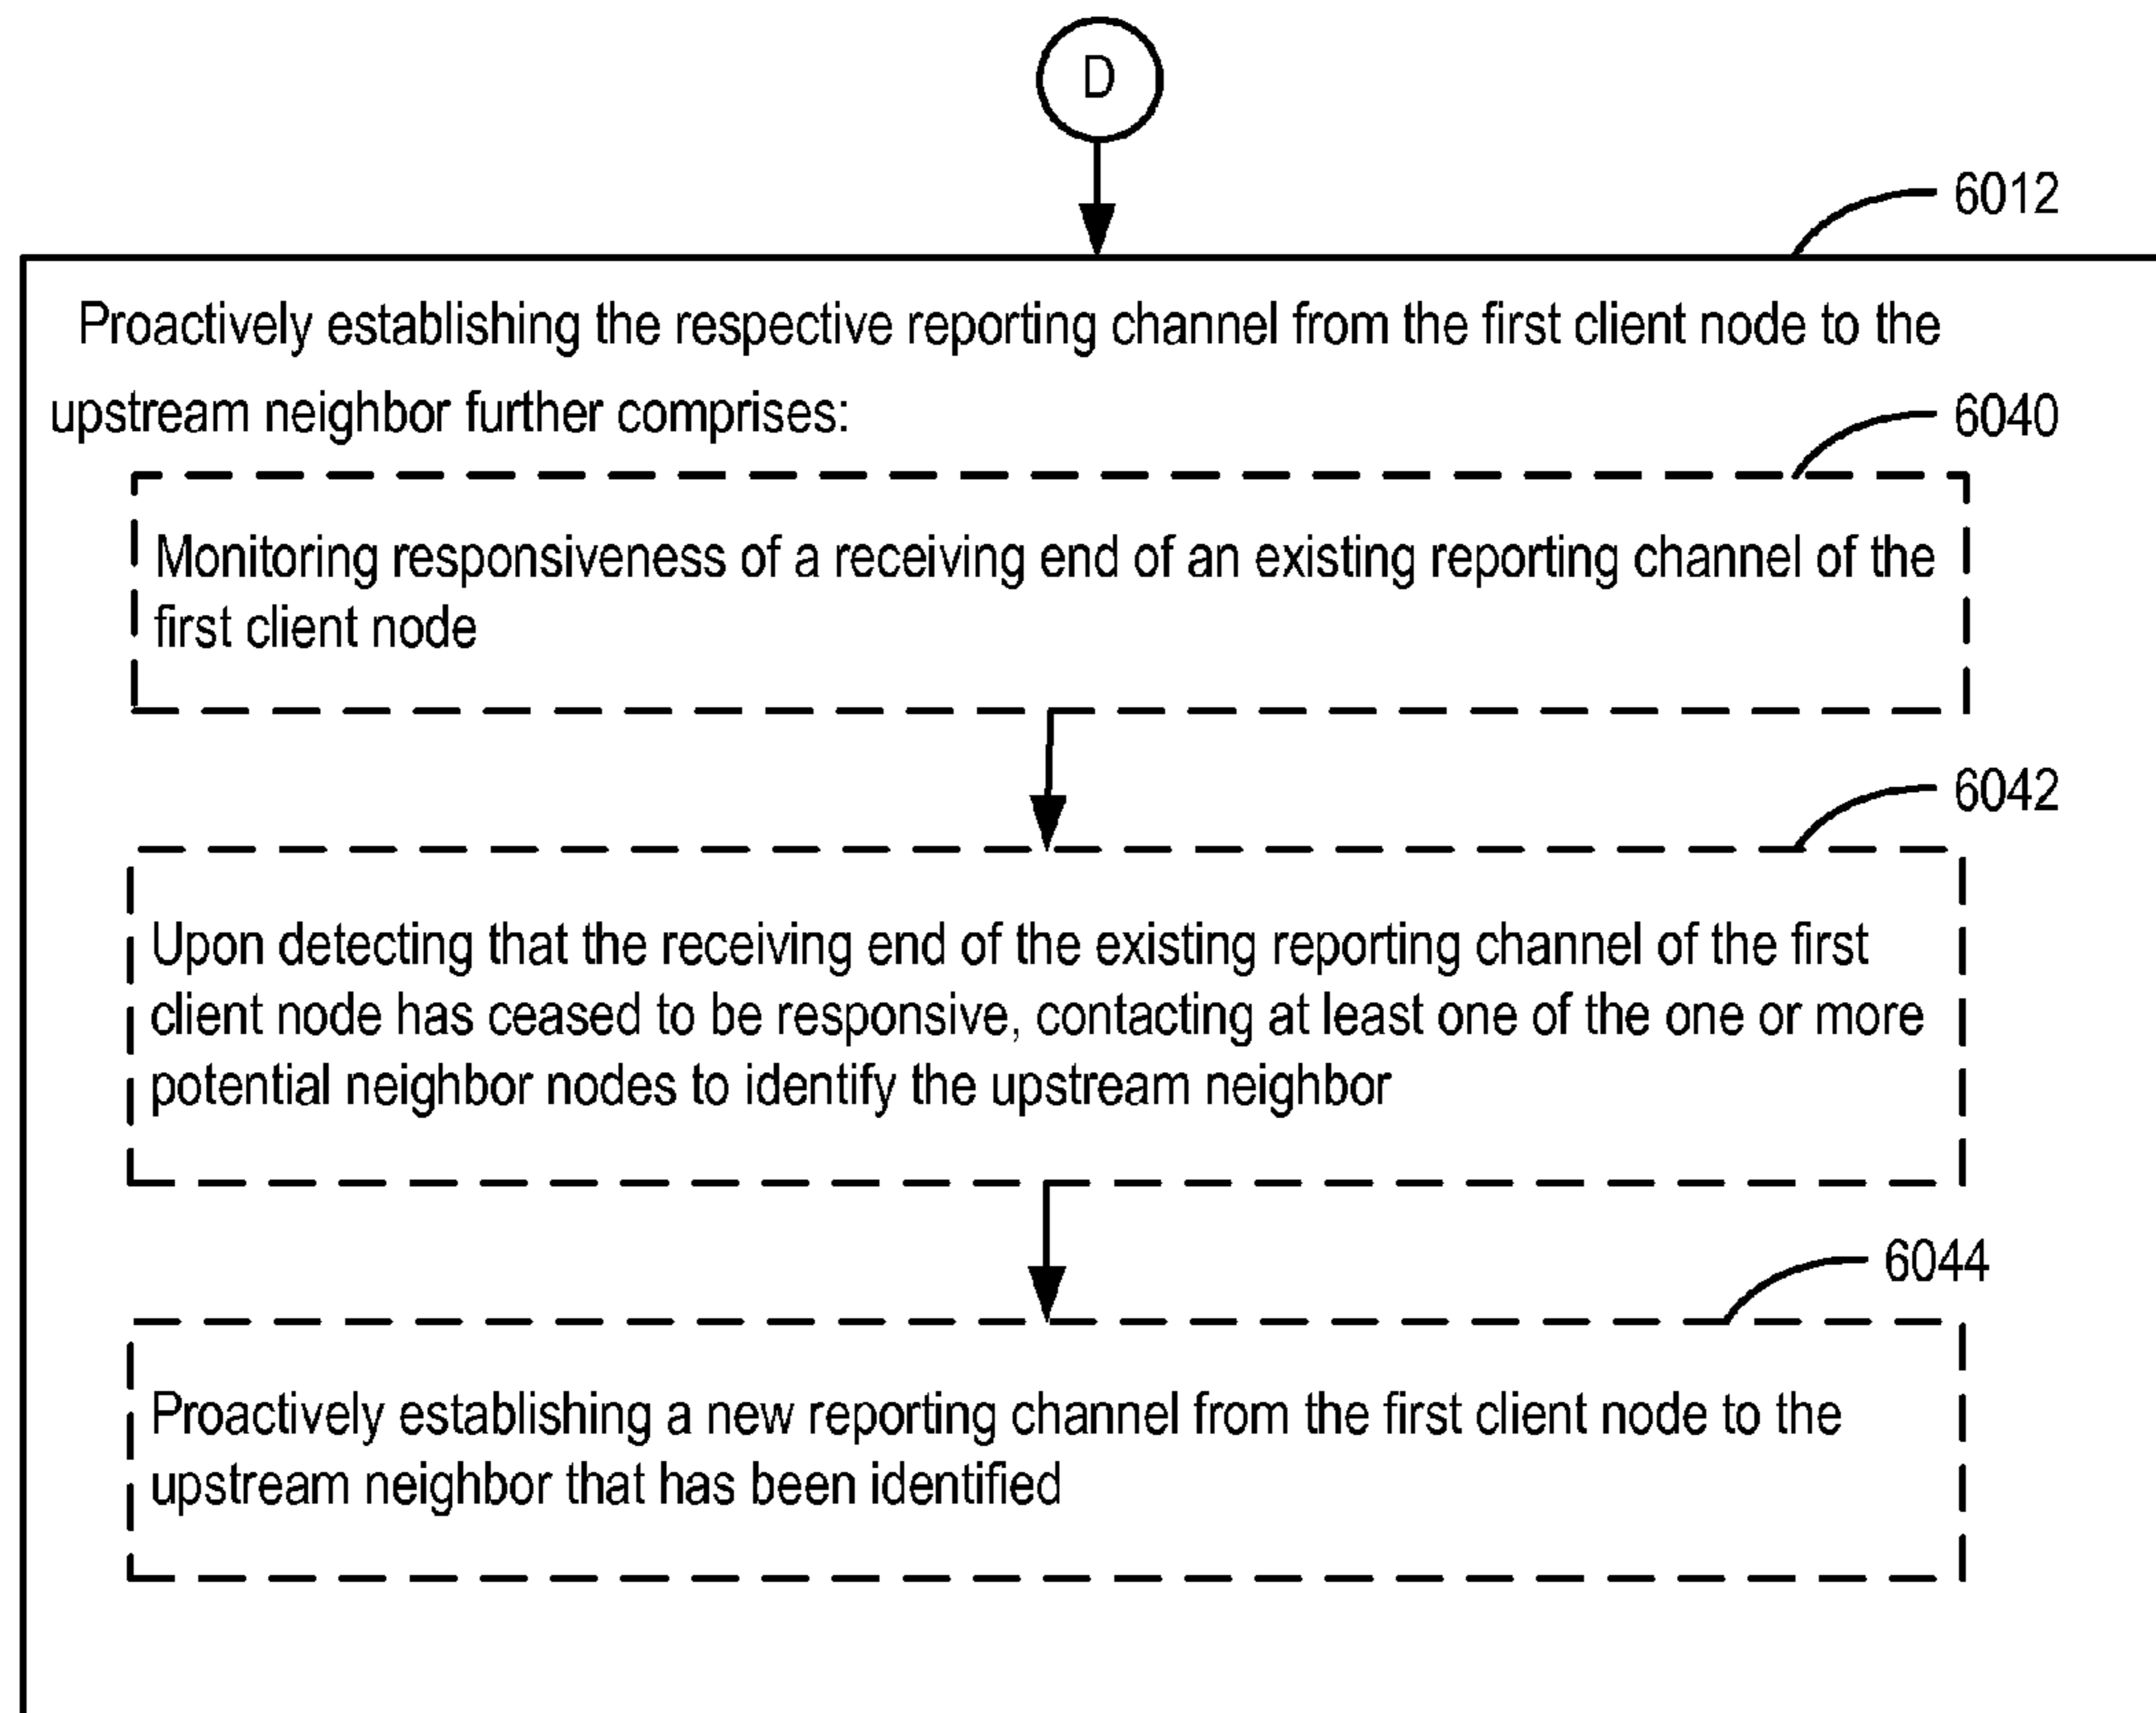 D
6012
Proactively establishing the respective reporting channel from the first client node to the
upstream neighbor further comprises:
6040
Monitoring responsiveness of a receiving end of an existing reporting channel of the
first client node
6042
Upon detecting that the receiving end of the existing reporting channel of the first
client node has ceased to be responsive, contacting at least one of the one or more
potential neighbor nodes to identify the upstream neighbor
6044
Proactively establishing a new reporting channel from the first client node to the
upstream neighbor that has been identified